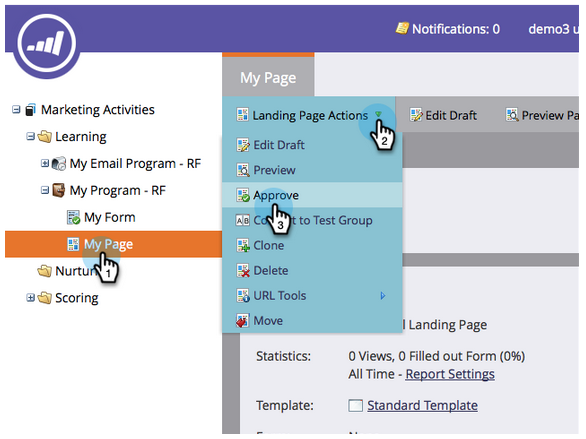 Notifications: 0 demo3 u
My Page
Marketing Activities
Landing Page Actions Edit Draft Preview Pa
2
Learning
Edit Draft
My Email Program - RF
Preview
My Program - RF
Approve
3
My Form
to Test Group
My Page
1
Clone
Delete
Scoring
URL Tools
Move
Landing Page
Statistics: 0 Views, 0 Filled out Form (0%)
All Time - Report Settings
Template: Standard Template